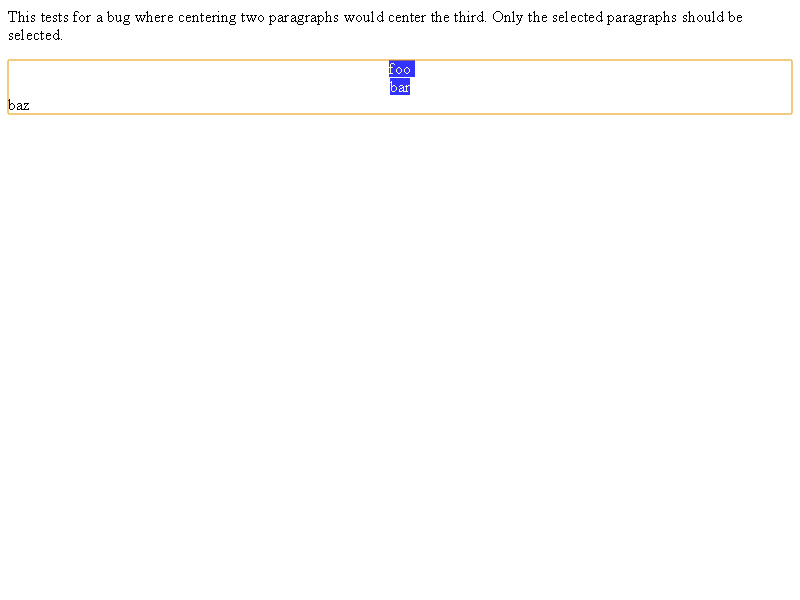 This tests for a bug where centering two paragraphs would center the third. Only the selected paragraphs should be
selected.
foo
bar
baz